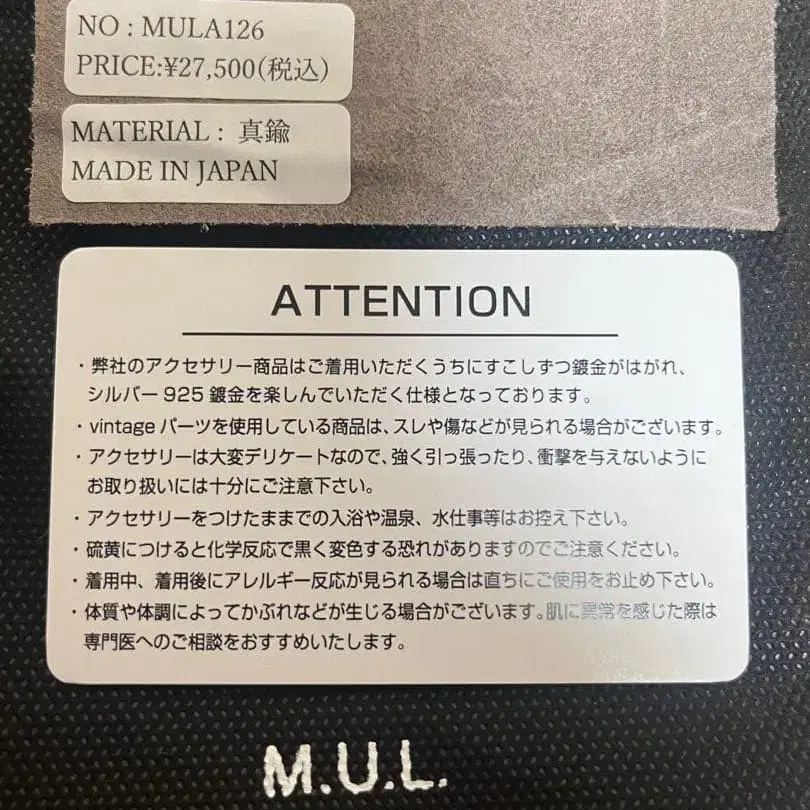 NO : MULA126
PRICE:¥27,500(税込)
MATERIAL : 真鍮
MADE IN JAPAN
ATTENTION
・弊社のアクセサリー商品はご着用いただくうちにすこしずつ鍍金がはがれ、
シルバー925鍍金を楽しんでいただく仕様となっております。
・vintage パーツを使用している商品は、スレや傷などが見られる場合がございます。
・アクセサリーは大変デリケートなので、強く引っ張ったり、衝撃を与えないように
お取り扱いには十分にご注意下さい。
・アクセサリーをつけたままでの入浴や温泉、水仕事等はお控え下さい。
・硫黄につけると化学反応で黒く変色する恐れがありますのでご注意ください。
・着用中、着用後にアレルギー反応が見られる場合は直ちにご使用をお止め下さい。
・体質や体調によってかぶれなどが生じる場合がございます。肌に異常を感じた際は
専門医へのご相談をおすすめいたします。
M.U.L.